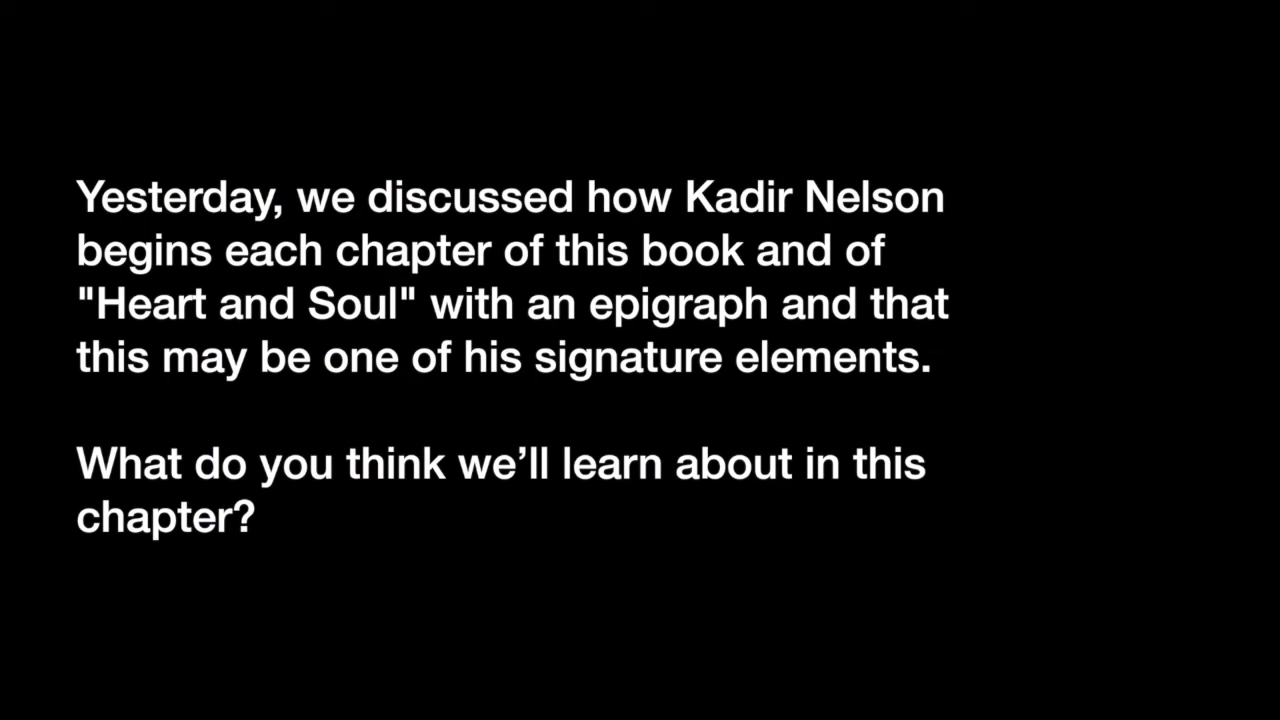 Yesterday, we discussed how Kadir Nelson
begins each chapter of this book and of
"Heart and Soul" with an epigraph and that
this may be one of his signature elements.
What do you think we’ll learn about in this
chapter?